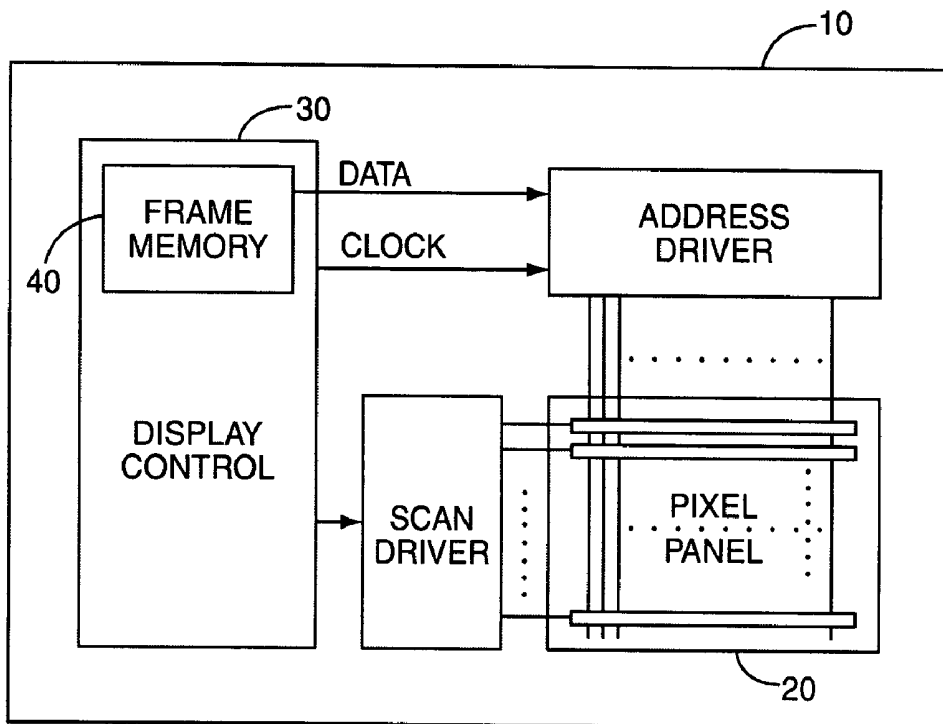 10
30
DATA
FRAME
MEMORY
ADDRESS
DRIVER
CLOCK
40
DISPLAY
CONTROL
SCAN
DRIVER
PIXEL
PANEL
20